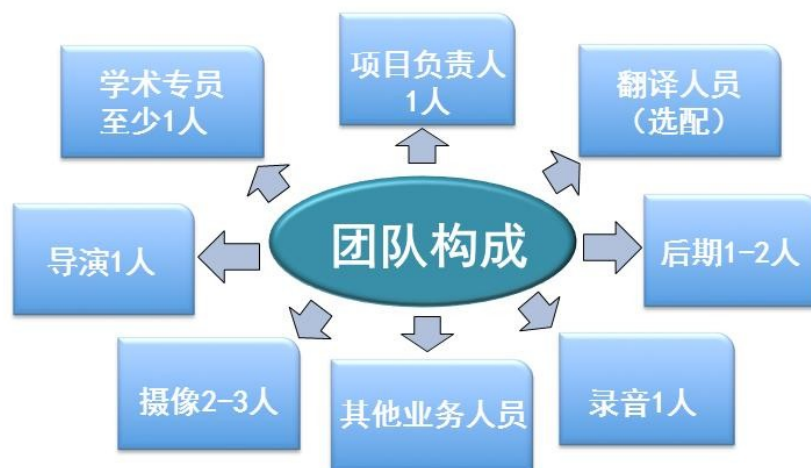 项目负责人
1人
学术专员
至少1人
翻译人员
（选配）
导演1人
团队构成
后期1-2人
摄像2-3人
其他业务人员
录音1人